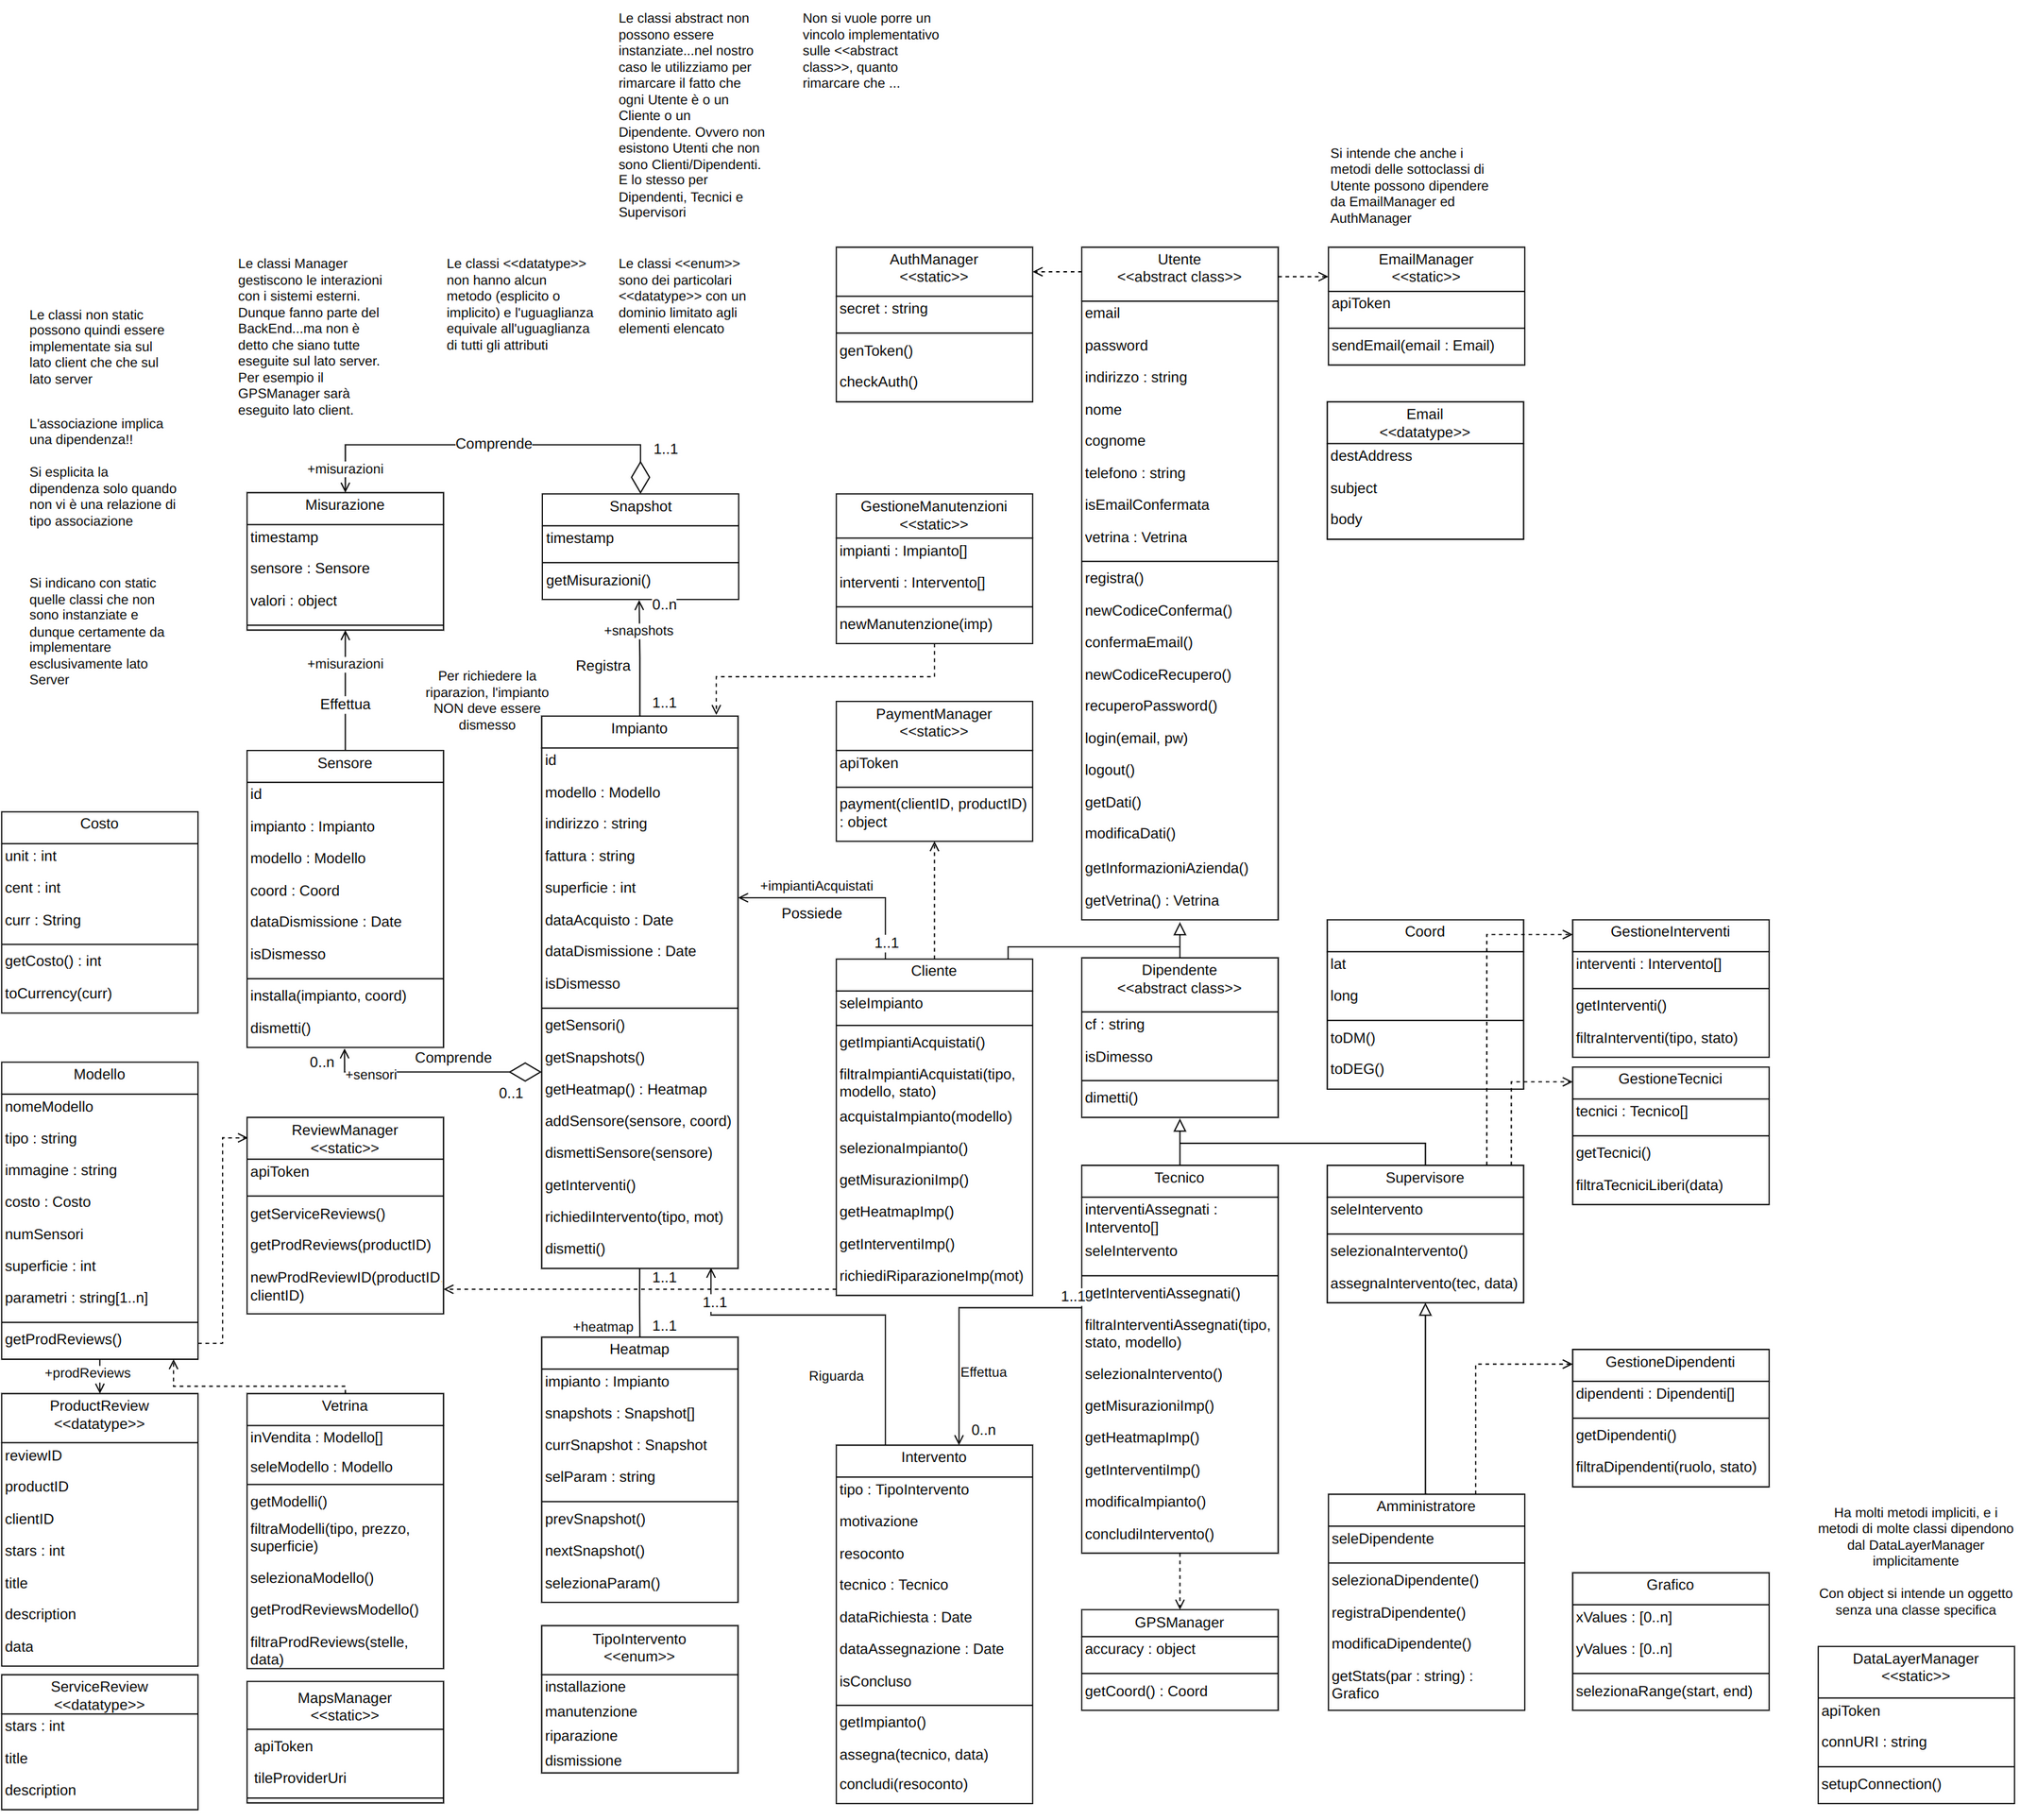 Le classi abstract non
possono essere
instanziate...nel nostro
caso le utilizziamo per
rimarcare il fatto che
ogni Utente è o un
Cliente o un
Dipendente. Ovvero non
esistono Utenti che non
sono Clienti/Dipendenti.
E lo stesso per
Dipendenti, Tecnici e
Supervisori
Non si vuole porre un
vincolo implementativo
sulle <<abstract
class>>, quanto
rimarcare che ...
Si intende che anche i
metodi delle sottoclassi di
Utente possono dipendere
da EmailManager ed
AuthManager
Le classi non static
possono quindi essere
implementate sia sul
lato client che che sul
lato server
L'associazione implica
una dipendenza!!
Si esplicita la
dipendenza solo quando
non vi è una relazione di
tipo associazione
Si indicano con static
quelle classi che non
sono instanziate e
dunque certamente da
implementare
esclusivamente lato
Server
Le classi Manager
gestiscono le interazioni
con i sistemi esterni.
Dunque fanno parte del
BackEnd...ma non è
detto che siano tutte
eseguite sul lato server.
Per esempio il
GPSManager sarà
eseguito lato client.
Le classi <<datatype>>
non hanno alcun
metodo (esplicito o
implicito) e l'uguaglianza
equivale all'uguaglianza
di tutti gli attributi
Le classi <<enum>>
sono dei particolari
<<datatype>> con un
dominio limitato agli
elementi elencato
AuthManager
<<static>>
secret : string
genToken()
checkAuth()
Utente
<<abstract class>>
email
password
indirizzo : string
nome
cognome
telefono : string
isEmailConfermata
vetrina : Vetrina
registra()
newCodiceConferma()
confermaEmail()
newCodiceRecupero()
recuperoPassword()
login(email, pw)
logout()
getDati()
modificaDati()
getInformazioniAzienda()
getVetrina() : Vetrina
EmailManager
<<static>>
apiToken
sendEmail(email : Email)
Email
<<datatype>>
destAddress
subject
body
Comprende
1..1
+misurazioni
Misurazione
timestamp
sensore : Sensore
valori : object
Snapshot
timestamp
getMisurazioni()
0..n
+snapshots
Registra
1..1
GestioneManutenzioni
<<static>>
impianti : Impianto[]
interventi : Intervento[]
newManutenzione(imp)
+misurazioni
Effettua
Per richiedere la
riparazion, l'impianto
NON deve essere
dismesso
PaymentManager
<<static>>
apiToken
payment(clientID, productID)
: object
Sensore
id
impianto : Impianto
modello : Modello
coord : Coord
dataDismissione : Date
isDismesso
installa(impianto, coord)
dismetti()
Impianto
id
modello : Modello
indirizzo : string
fattura : string
superficie : int
dataAcquisto : Date
dataDismissione : Date
isDismesso
getSensori()
getSnapshots()
getHeatmap() : Heatmap
addSensore(sensore, coord)
dismettiSensore(sensore)
getInterventi()
richiediIntervento(tipo, mot)
dismetti()
Costo
unit : int
cent : int
curr : String
getCosto() : int
toCurrency(curr)
+impiantiAcquistati
Possiede
1..1
Cliente
seleImpianto
getImpiantiAcquistati()
filtraImpiantiAcquistati(tipo,
modello, stato)
acquistaImpianto(modello)
selezionaImpianto()
getMisurazioniImp()
getHeatmapImp()
getInterventiImp()
richiediRiparazioneImp(mot)
Dipendente
<<abstract class>>
cf : string
isDimesso
dimetti()
Coord
lat
long
toDM()
toDEG()
GestioneInterventi
interventi : Intervento[]
getInterventi()
filtraInterventi(tipo, stato)
GestioneTecnici
tecnici : Tecnico[]
getTecnici()
filtraTecniciLiberi(data)
0..n
Comprende
+sensori
0..1
Modello
nomeModello
tipo : string
immagine : string
costo : Costo
numSensori
superficie : int
parametri : string[1..n]
getProdReviews()
+prodReviews
ReviewManager
<<static>>
apiToken
getServiceReviews()
getProdReviews(productID)
newProdReviewID(productID
clientID)
Tecnico
interventiAssegnati :
Intervento[]
seleIntervento
getInterventiAssegnati()
filtraInterventiAssegnati(tipo,
stato, modello)
selezionaIntervento()
getMisurazioniImp()
getHeatmapImp()
getInterventiImp()
modificaImpianto()
concludiIntervento()
Supervisore
seleIntervento
selezionaIntervento()
assegnaIntervento(tec, data)
1..1
1..1
1..1
+heatmap
1..1
Riguarda
Effettua
0..n
Heatmap
impianto : Impianto
snapshots : Snapshot[]
currSnapshot : Snapshot
selParam : string
prevSnapshot()
nextSnapshot()
selezionaParam()
ProductReview
<<datatype>>
reviewID
productID
clientID
stars : int
title
description
data
Vetrina
inVendita : Modello[]
seleModello : Modello
getModelli()
filtraModelli(tipo, prezzo,
superficie)
selezionaModello()
getProdReviewsModello()
filtraProdReviews(stelle,
data)
Intervento
tipo : TipoIntervento
motivazione
resoconto
tecnico : Tecnico
dataRichiesta : Date
dataAssegnazione : Date
isConcluso
getImpianto()
assegna(tecnico, data)
concludi(resoconto)
GestioneDipendenti
dipendenti : Dipendenti[]
getDipendenti()
filtraDipendenti(ruolo, stato)
Amministratore
seleDipendente
selezionaDipendente()
registraDipendente()
modificaDipendente()
getStats(par : string) :
Grafico
Grafico
xValues : [0..n]
yValues : [0..n]
selezionaRange(start, end)
Ha molti metodi impliciti, e i
metodi di molte classi dipendono
dal DataLayerManager
implicitamente
Con object si intende un oggetto
senza una classe specifica
GPSManager
accuracy : object
getCoord() : Coord
TipoIntervento
<<enum>>
installazione
manutenzione
riparazione
dismissione
ServiceReview
<<datatype>>
stars : int
title
description
MapsManager
<<static>>
apiToken
tileProviderUri
DataLayerManager
<<static>>
apiToken
connURI : string
setupConnection()